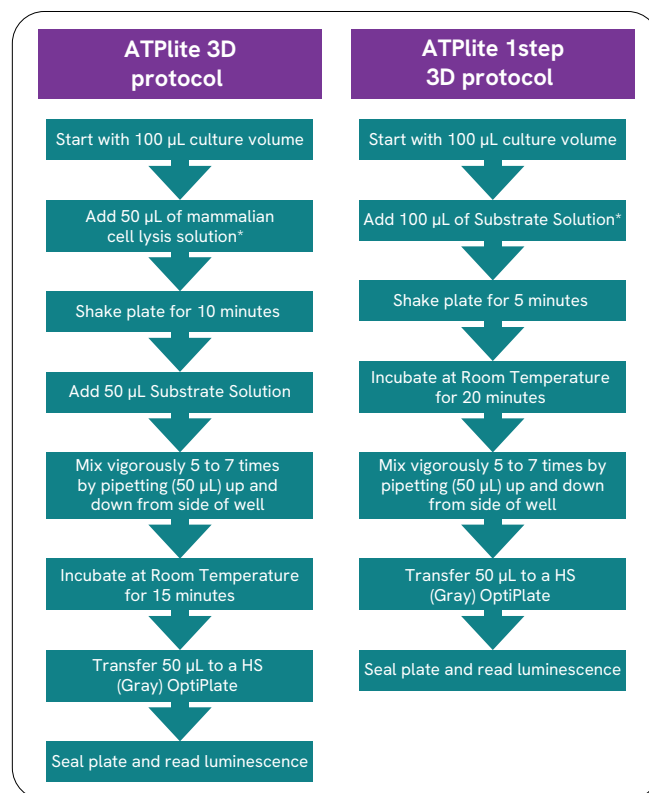 ATPlite 3D
protocol
Start with 100 µL culture volume
Add 50 µL of mammalian
cell lysis solution*
Shake plate for 10 minutes
Add 50 µL Substrate Solution
Mix vigorously 5 to 7 times
by pipetting (50 µL) up and
down from side of well
Incubate at Room Temperature
for 15 minutes
Transfer 50 µL to a HS
(Gray) OptiPlate
Seal plate and read luminescence
ATPlite 1step
3D protocol
Start with 100 µL culture volume
Add 100 µL of Substrate Solution*
Shake plate for 5 minutes
Incubate at Room Temperature
for 20 minutes
Mix vigorously 5 to 7 times by
pipetting (50 µL) up and down
from side of well
Transfer 50 µL to a HS
(Gray) OptiPlate
Seal plate and read luminescence